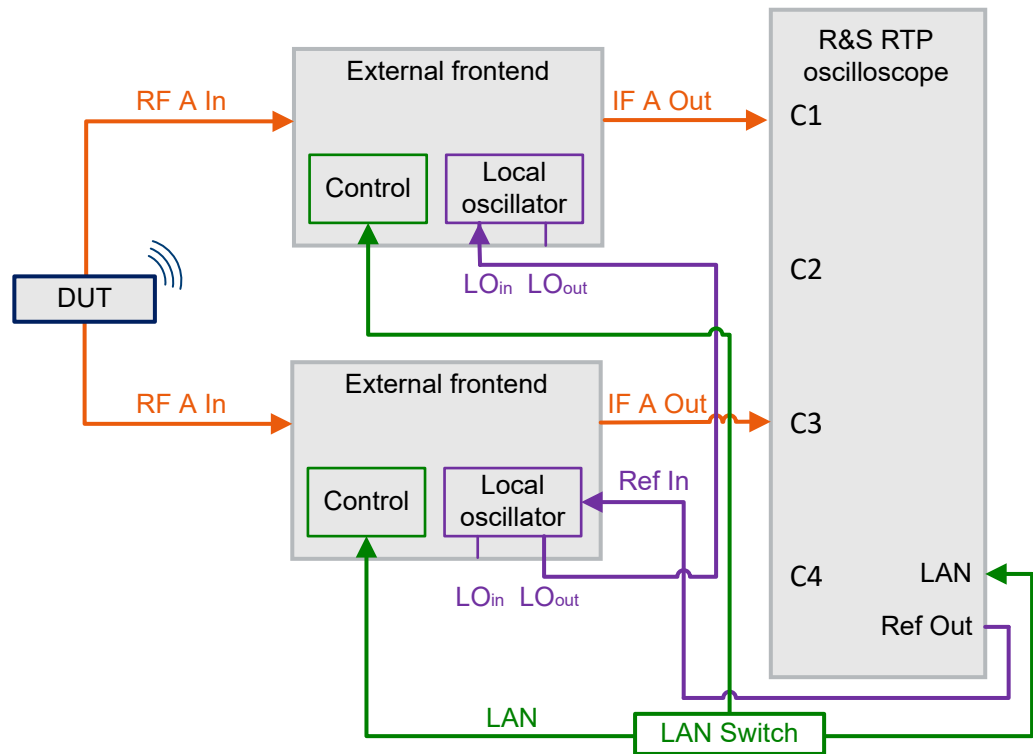 R&S RTP
oscilloscope
External frontend
RF A In
IF A Out
C1
Control
Local
oscillator
C2
LOin LOout
DUT
External frontend
RF A In
IF A Out
C3
Control
Local
oscillator
Ref In
C4
LAN
LOin LOout
Ref Out
LAN
LAN Switch